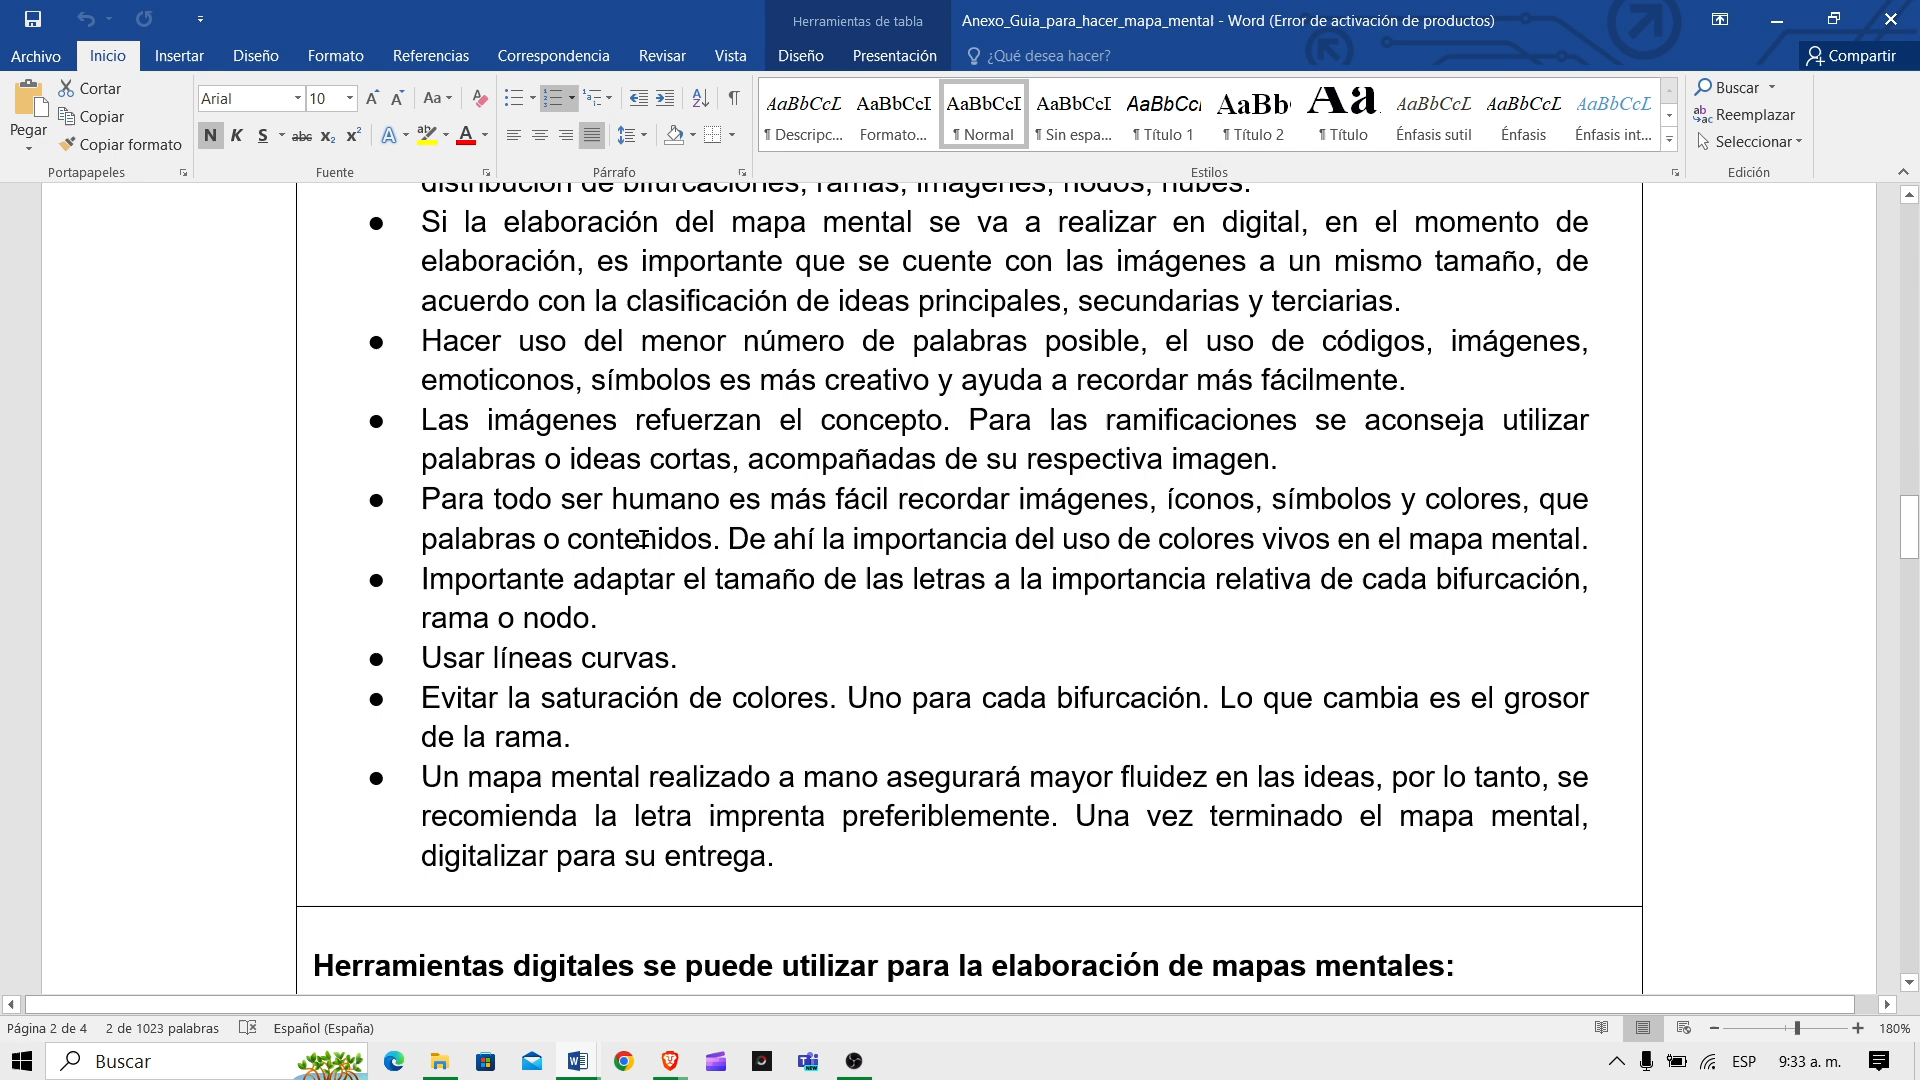 Herramientas de tabla
Anexo_Guia_para_hacer_mapa_mental - Word (Error de activación de productos)
Archivo
Inicio
Insertar
Diseño
Formato
Referencias
Correspondencia
Revisar
Vista
Diseño
Presentación
¿Qué desea hacer?
Compartir
Pegar
Cortar
Copiar
Copiar formato
Portapapeles
Arial
10
Aa
N K S abc x₂ x²
Fuente
Párrafo
AaBbCcL AaBbCcI AaBbCcI AaBbCcI AaBbCc AaBb Aa AaBbCcL AaBbCcL AaBbCcL
¶ Descripc... Formato... ¶ Normal ¶ Sin espa... ¶ Título 1 ¶ Título 2 ¶ Título Énfasis sutil Énfasis Énfasis int...
Estilos
Buscar
Reemplazar
Seleccionar
Edición
distribución de bifurcaciones, ramas, imágenes, nodos, nubes.
● Si la elaboración del mapa mental se va a realizar en digital, en el momento de
elaboración, es importante que se cuente con las imágenes a un mismo tamaño, de
acuerdo con la clasificación de ideas principales, secundarias y terciarias.
● Hacer uso del menor número de palabras posible, el uso de códigos, imágenes,
emoticonos, símbolos es más creativo y ayuda a recordar más fácilmente.
● Las imágenes refuerzan el concepto. Para las ramificaciones se aconseja utilizar
palabras o ideas cortas, acompañadas de su respectiva imagen.
● Para todo ser humano es más fácil recordar imágenes, íconos, símbolos y colores, que
palabras o contenidos. De ahí la importancia del uso de colores vivos en el mapa mental.
● Importante adaptar el tamaño de las letras a la importancia relativa de cada bifurcación,
rama o nodo.
● Usar líneas curvas.
● Evitar la saturación de colores. Uno para cada bifurcación. Lo que cambia es el grosor
de la rama.
● Un mapa mental realizado a mano asegurará mayor fluidez en las ideas, por lo tanto, se
recomienda la letra imprenta preferiblemente. Una vez terminado el mapa mental,
digitalizar para su entrega.
Herramientas digitales se puede utilizar para la elaboración de mapas mentales:
Página 2 de 4
2 de 1023 palabras
Español (España)
180%
Buscar
ESP
9:33 a. m.